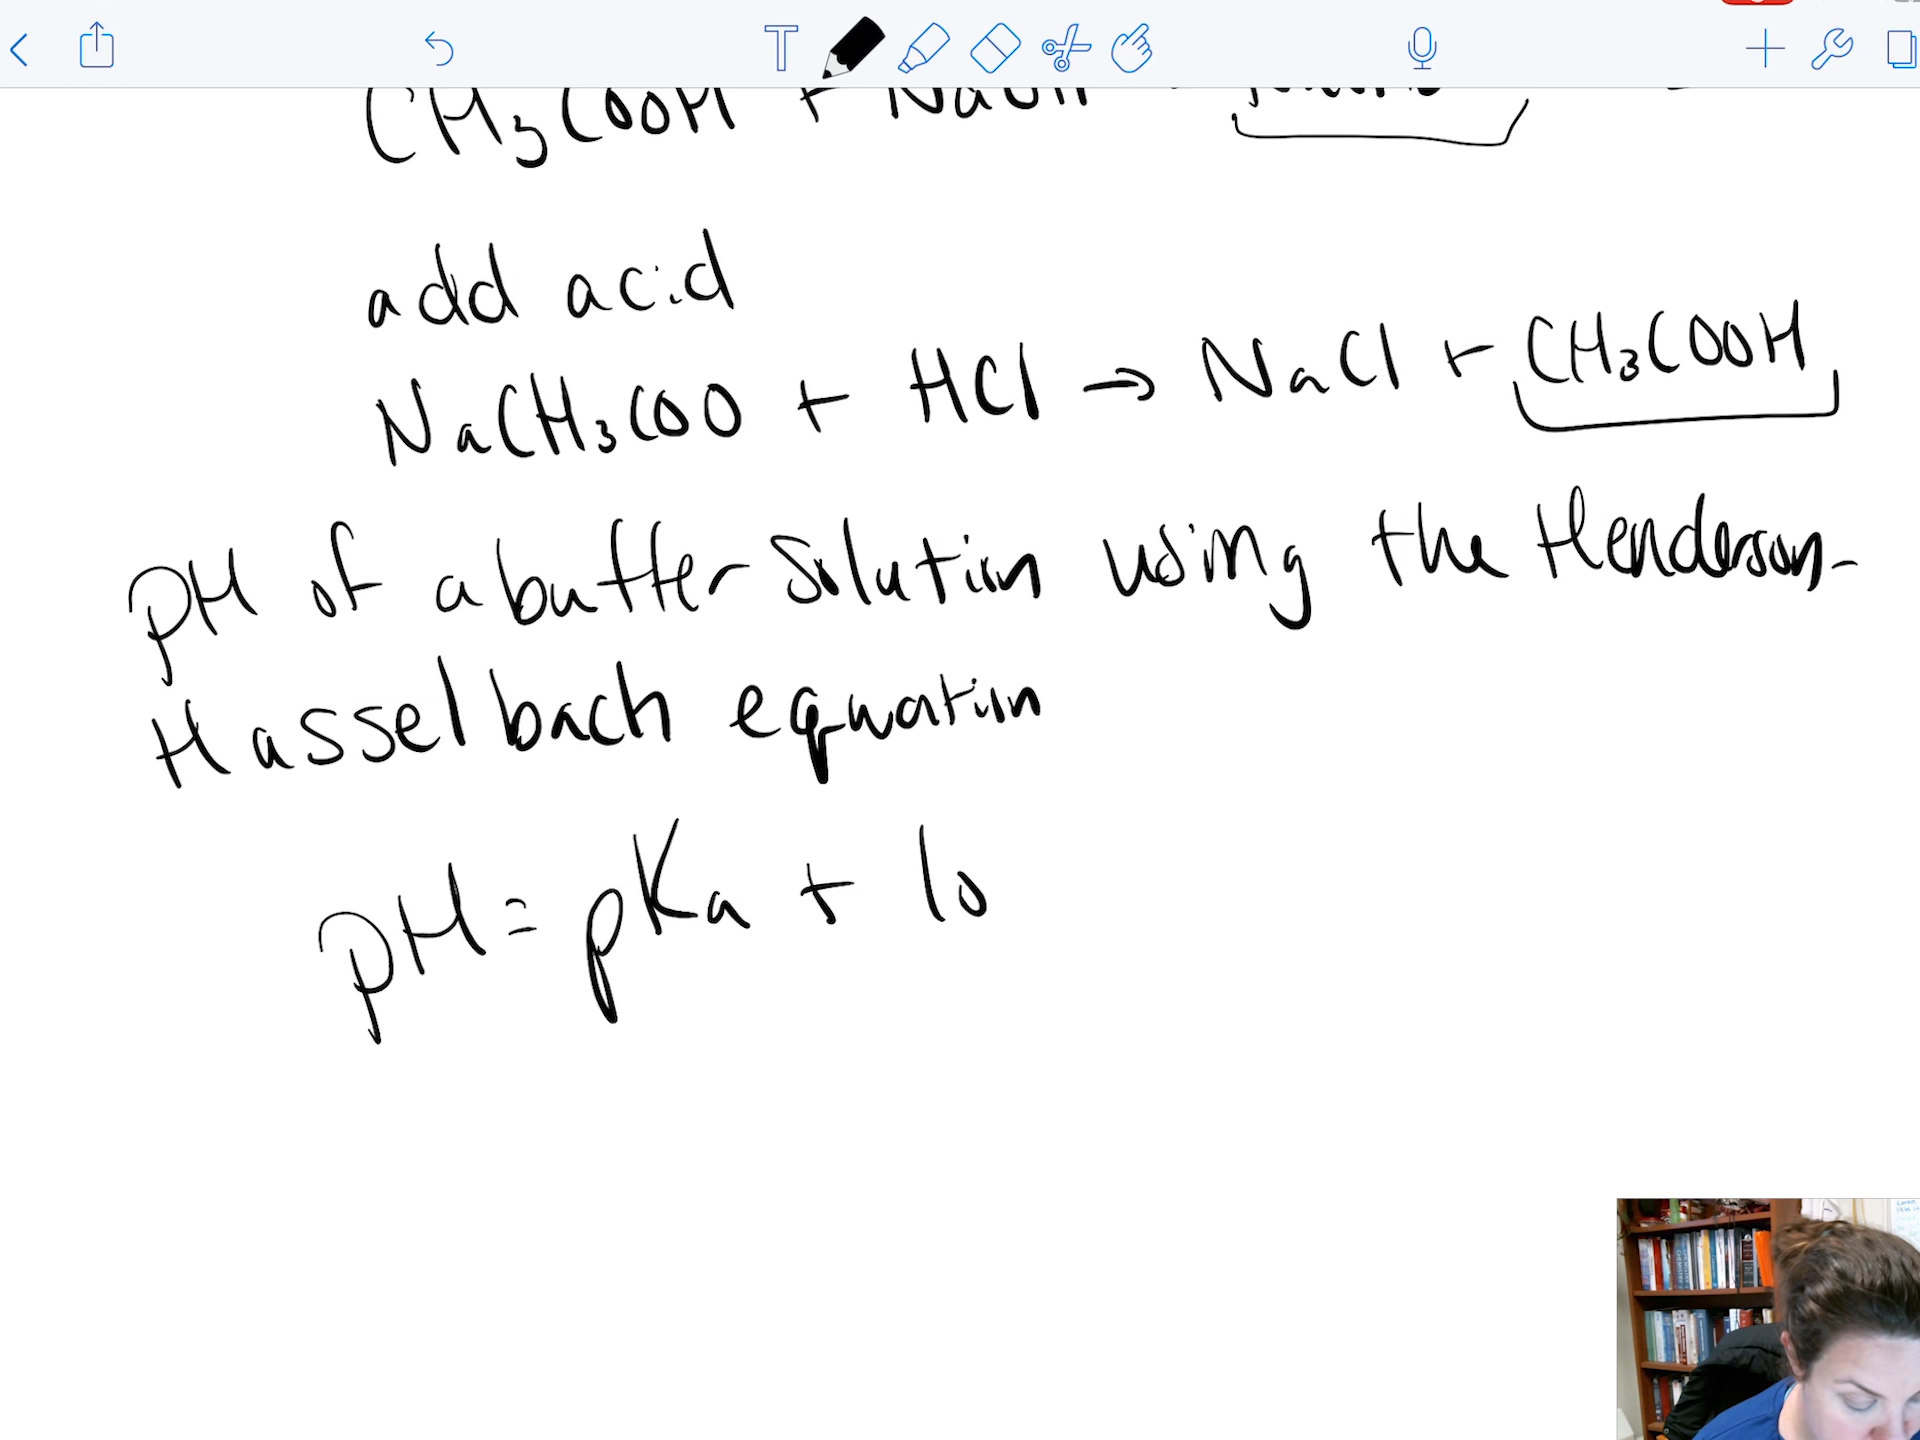 CH3COOH + NaOH
add acid
NaCH3COO + HCl → NaCl + CH3COOH
pH of a buffer solution using the Henderson-
Hasselbach equation
pH = pKa + lo